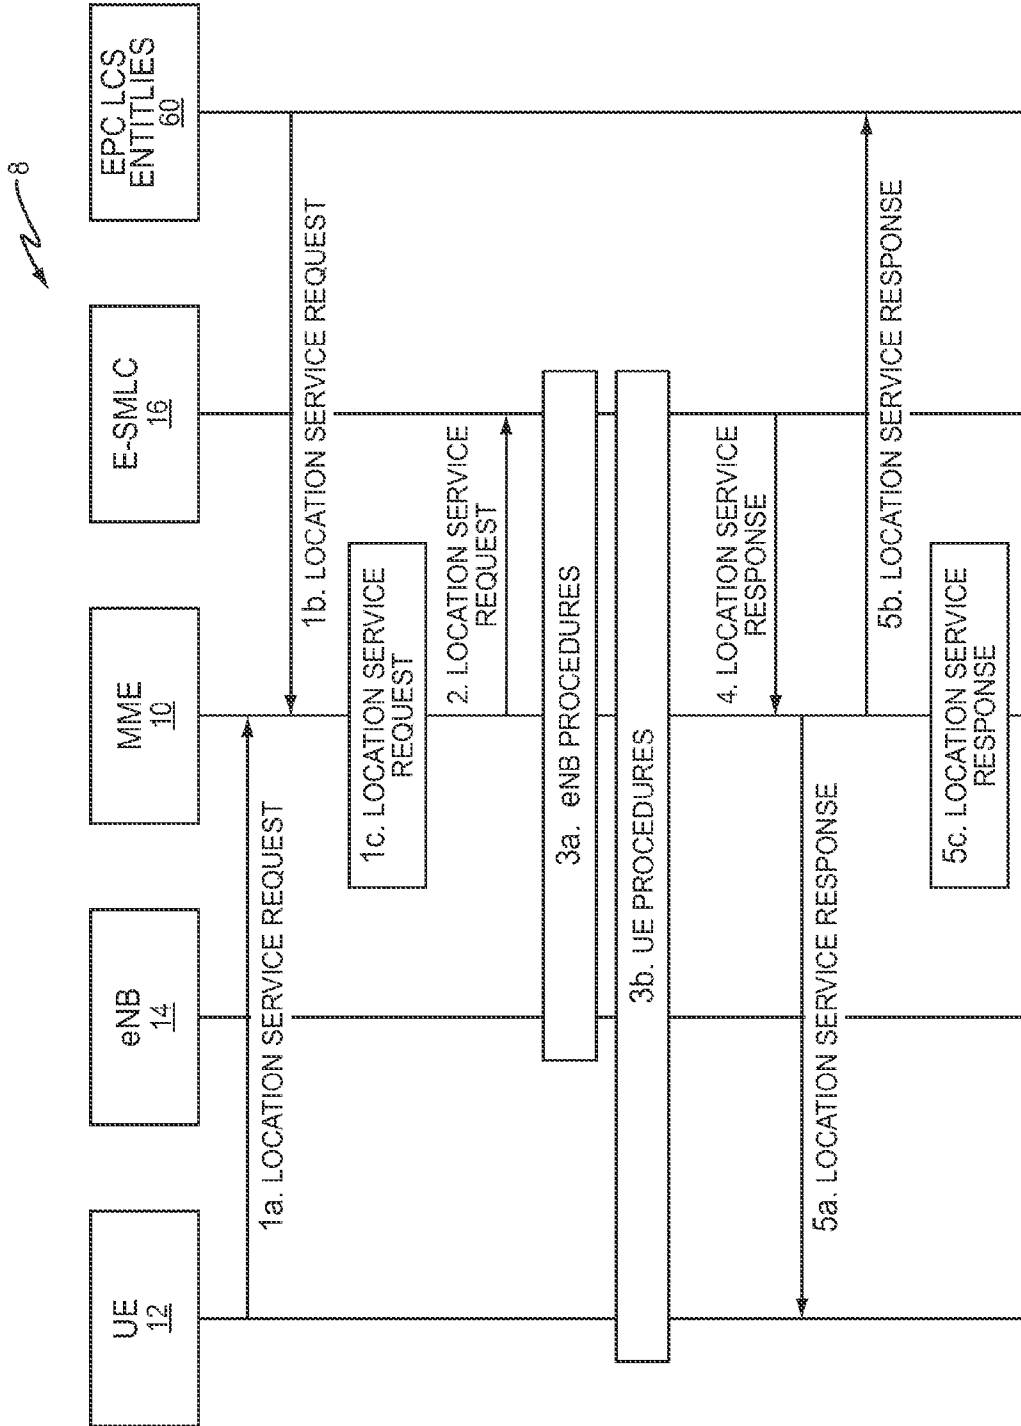 8
UE
12
eNB
14
MME
10
E-SMLC
16
EPC LCS
ENTITLIES
60
1a. LOCATION SERVICE REQUEST
1b. LOCATION SERVICE REQUEST
1c. LOCATION SERVICE
REQUEST
2. LOCATION SERVICE
REQUEST
3a. eNB PROCEDURES
3b. UE PROCEDURES
4. LOCATION SERVICE
RESPONSE
5a. LOCATION SERVICE RESPONSE
5b. LOCATION SERVICE RESPONSE
5c. LOCATION SERVICE
RESPONSE